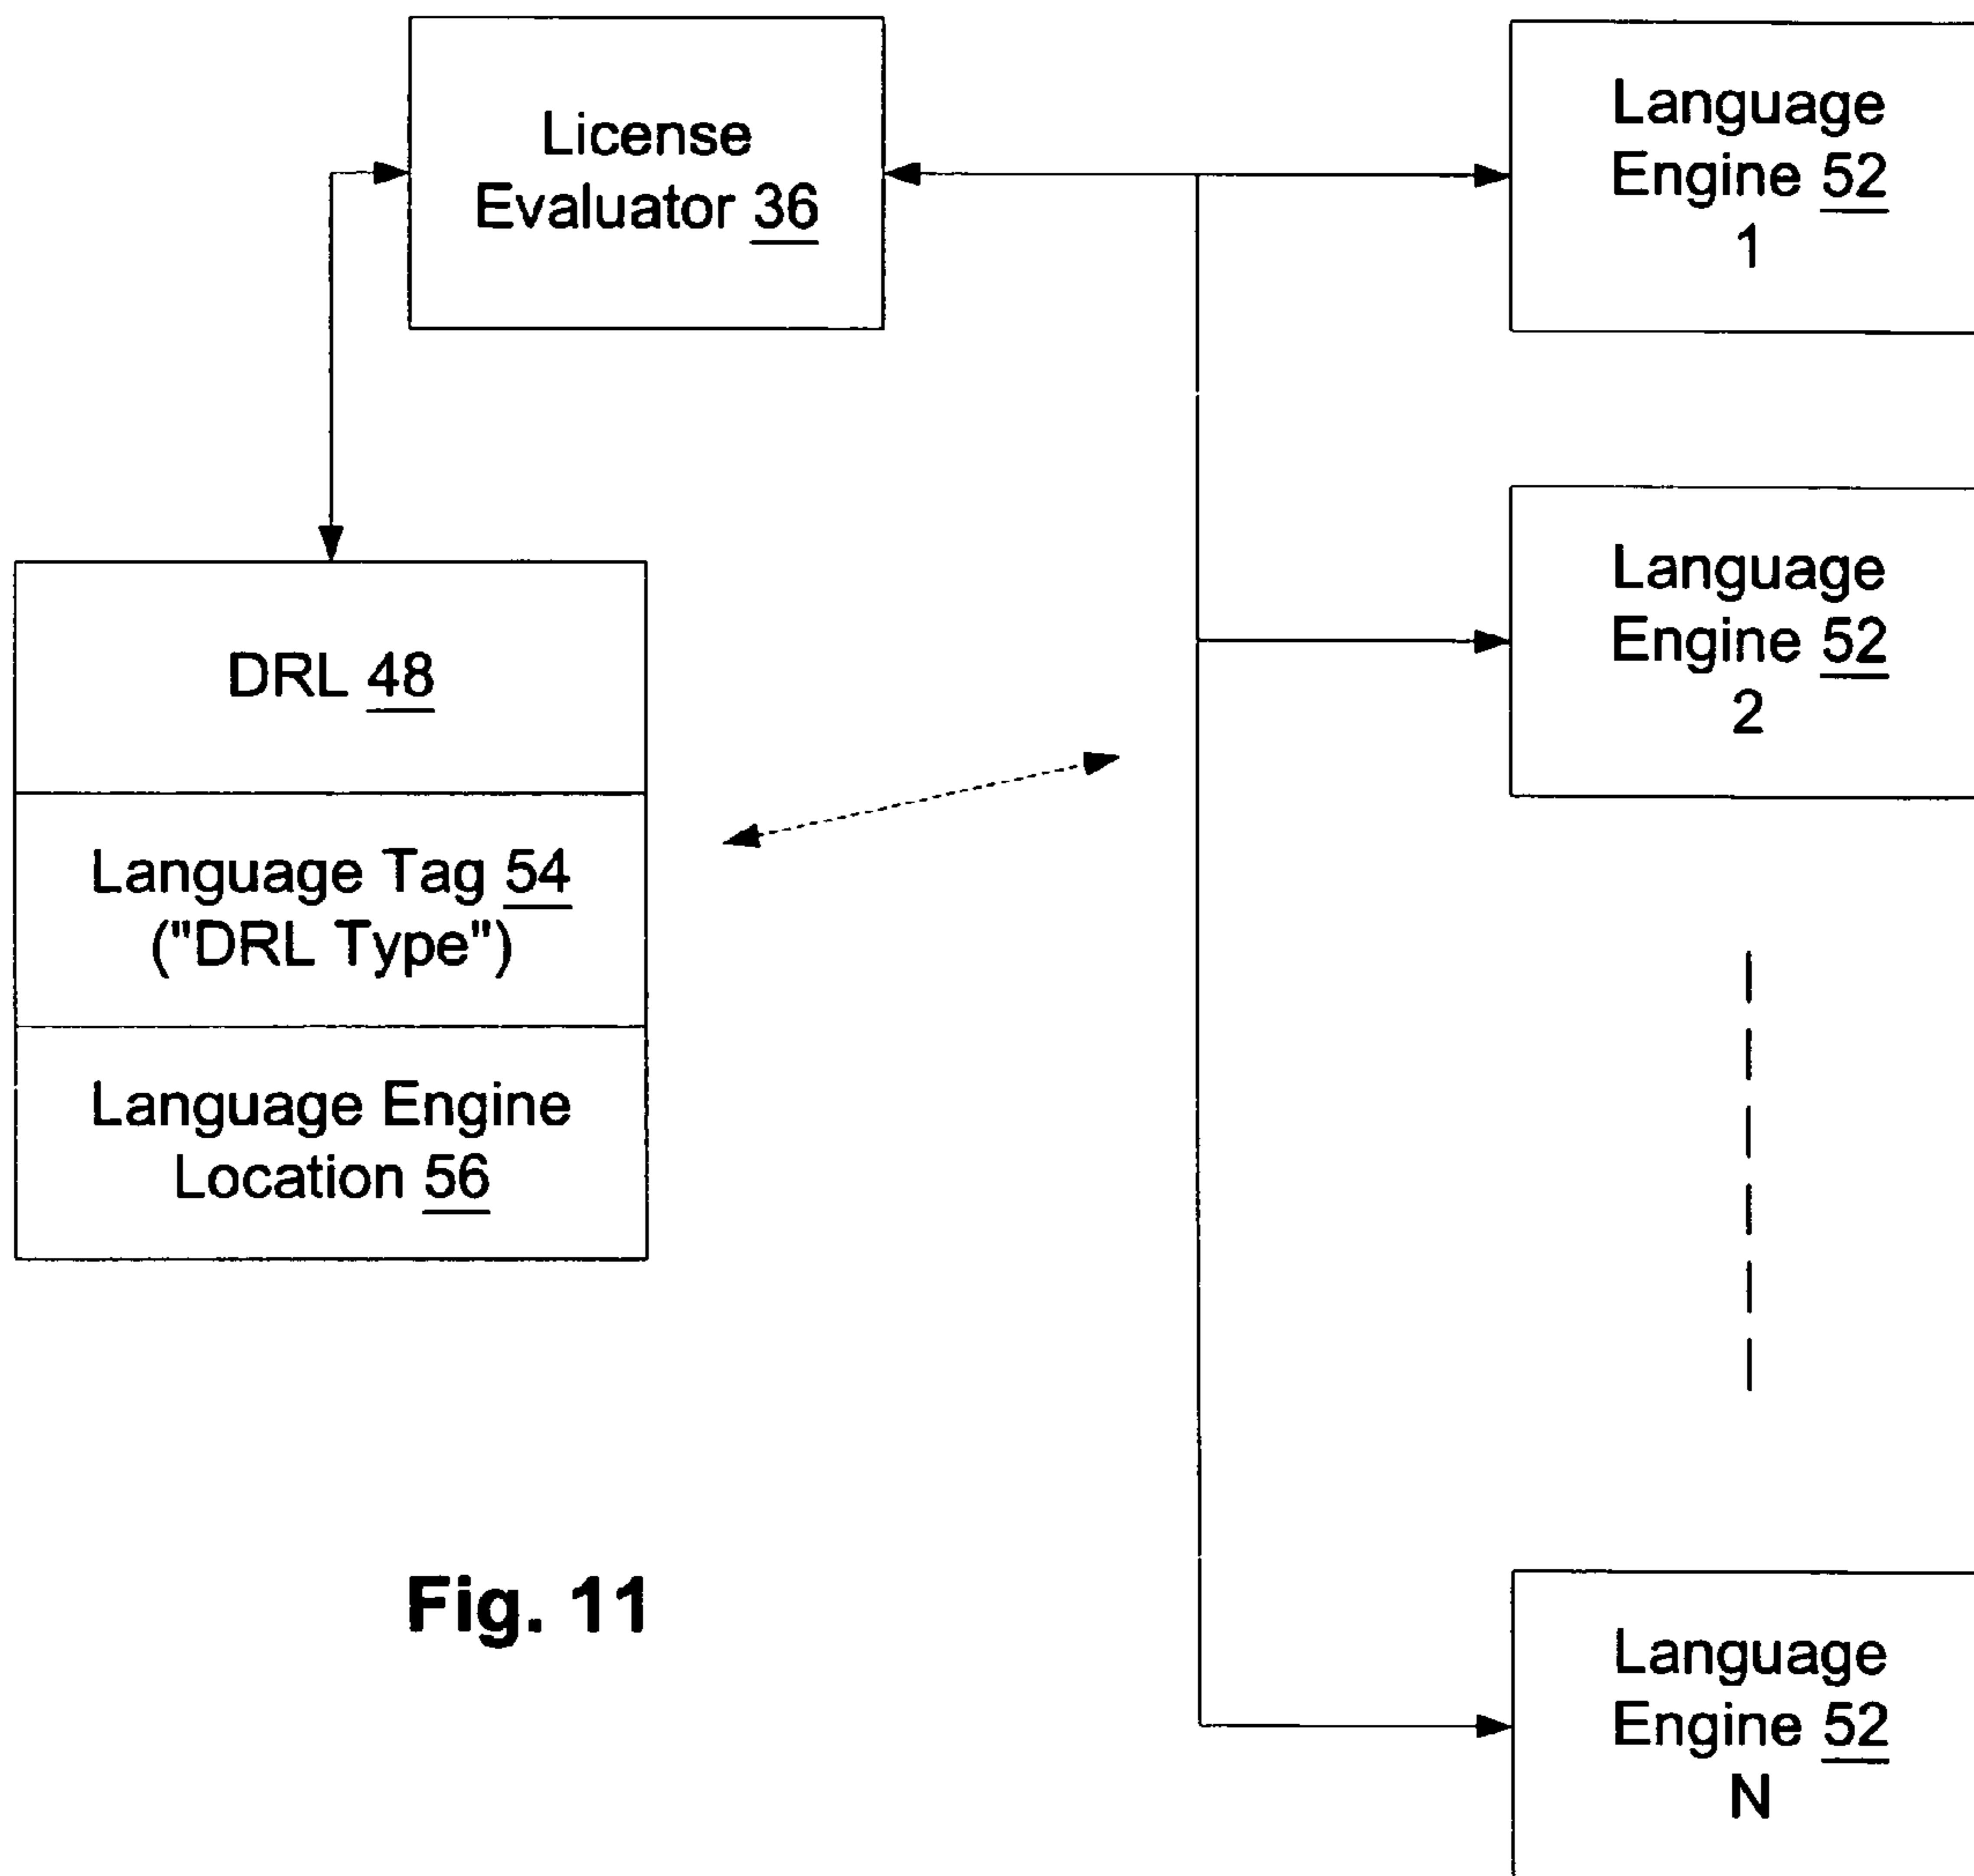 License
Evaluator 36
Language
Engine 52
1
Language
Engine 52
2
DRL 48
Language Tag 54
("DRL Type")
Language Engine
Location 56
Fig. 11
Language
Engine 52
N